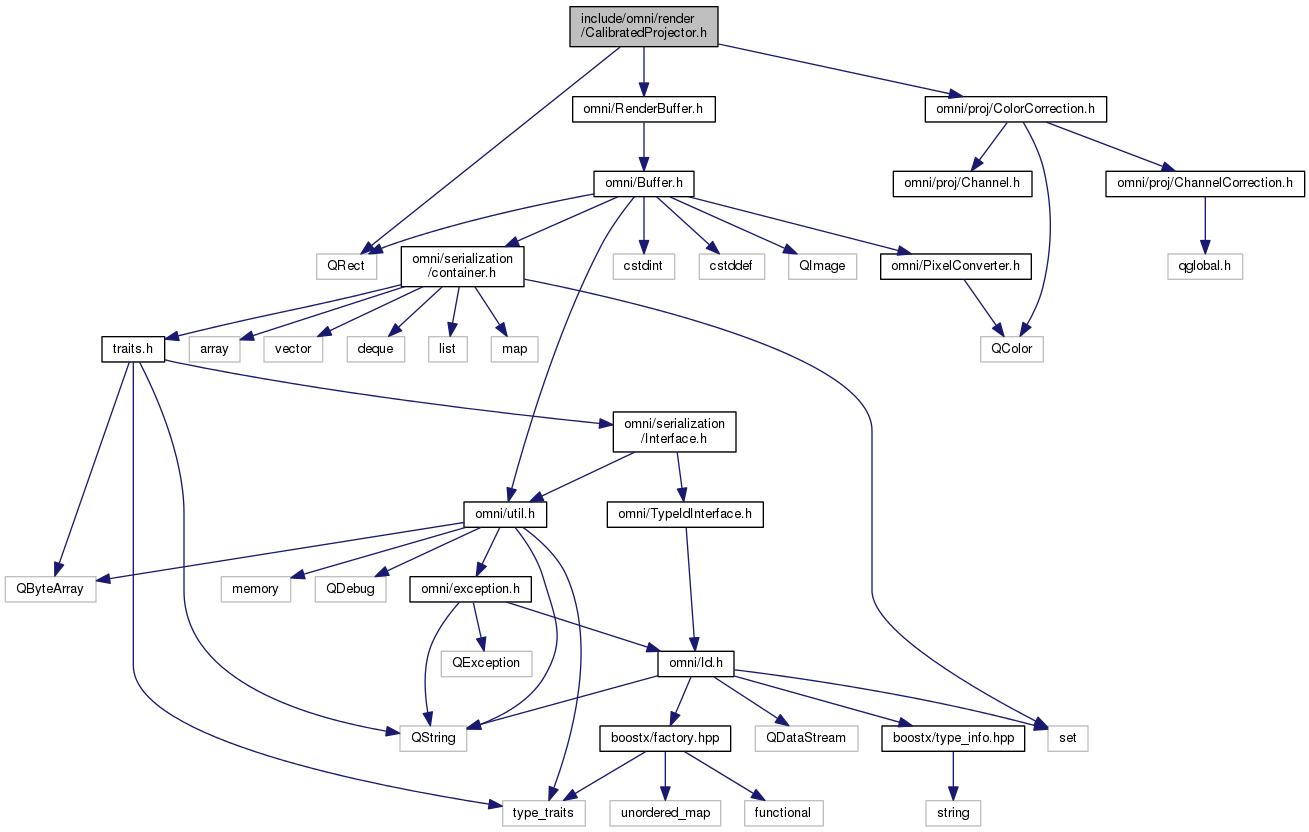 include/omni/render
/CalibratedProjector.h
omni/RenderBuffer.h
omni/proj/ColorCorrection.h
omni/Buffer.h
omni/proj/Channel.h
omni/proj/ChannelCorrection.h
QRect
omni/serialization
/container.h
cstdint
cstddef
QImage
omni/PixelConverter.h
qglobal.h
traits.h
array
vector
deque
list
map
QColor
omni/serialization
/Interface.h
omni/util.h
omni/TypeIdInterface.h
QByteArray
memory
QDebug
omni/exception.h
QException
omni/Id.h
QString
boostx/factory.hpp
QDataStream
boostx/type_info.hpp
set
type_traits
unordered_map
functional
string